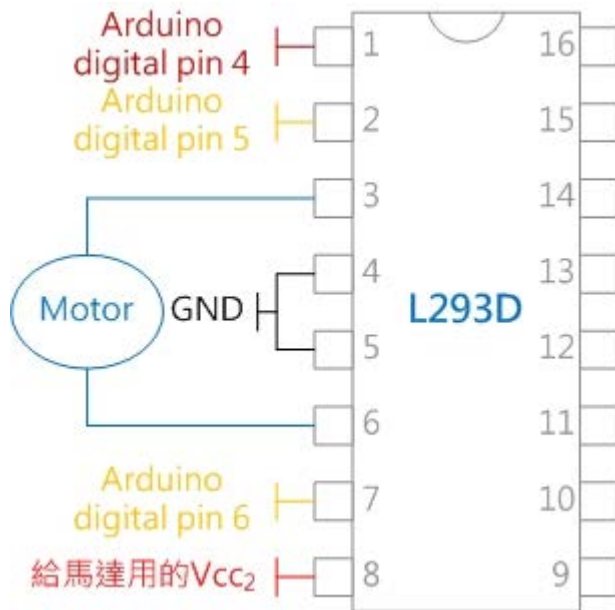 Arduino
digital pin 4
1
16
Arduino
digital pin 5
2
15
3
14
Motor
GND
4
13
L293D
5
12
6
11
Arduino
digital pin 6
7
10
給馬達用的Vcc₂
8
9